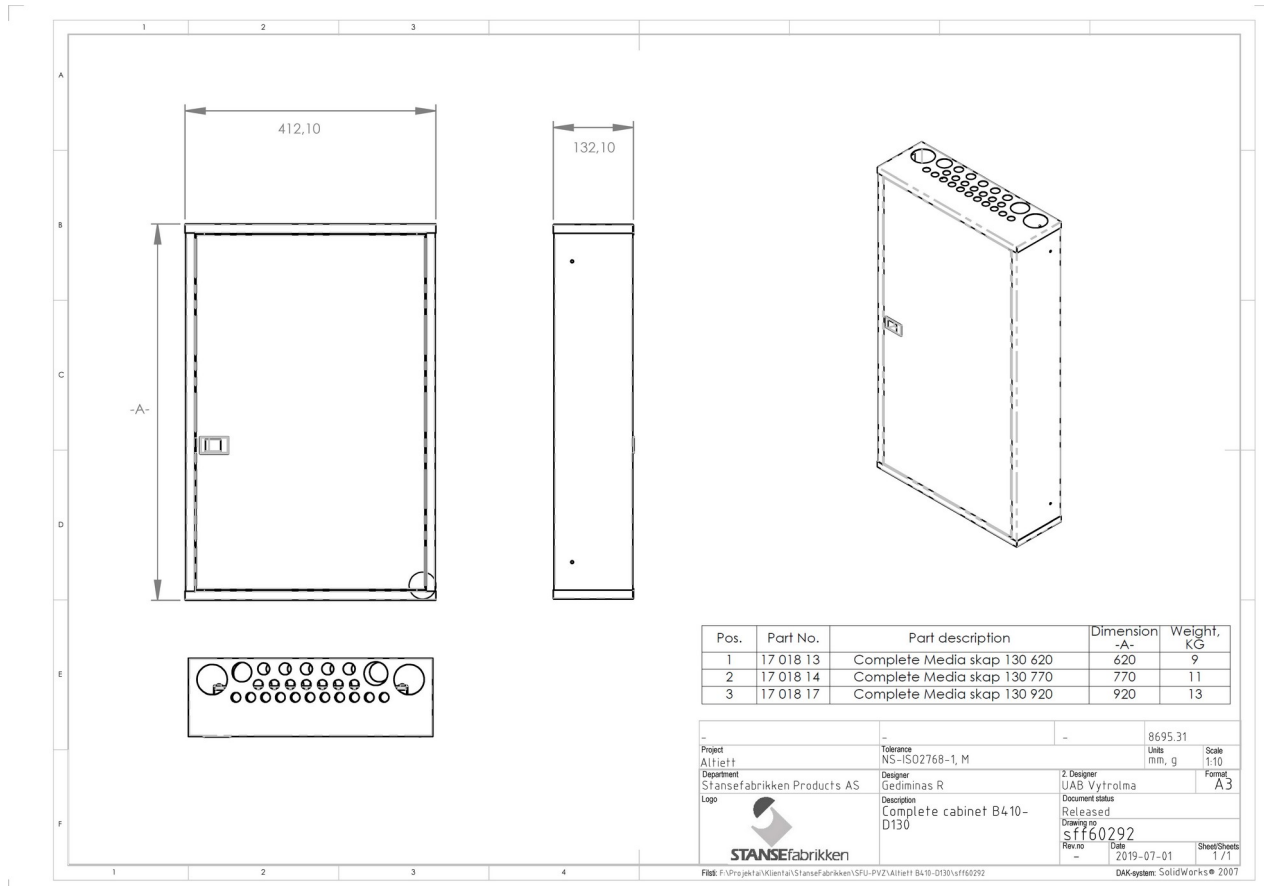 1 2 3
A
412,10
132,10
B
C
-A-
D
Pos. Part No. Part description Dimension -A- Weight, KG
1 17 018 13 Complete Media skap 130 620 620 9
2 17 018 14 Complete Media skap 130 770 770 11
3 17 018 17 Complete Media skap 130 920 920 13
E
- - - 8695.31
Project Tolerance Units Scale
Altiett NS-ISO2768-1, M mm, g 1:10
Department Designer 2. Designer Format
Stansefabrikken Products AS Gediminas R UAB Vytrolma A3
Logo Description Document status
Complete cabinet B410- Released
D130 Drawing no
sff60292
Rev.no Date Sheet/Sheets
- 2019-07-01 1 /1
STANSEfabrikken
F
1 2 3 4
Filsti: F:\Projektai\Klientai\StanseFabrikken\SFU-PVZ\Altiett B410-D130\sff60292 DAK-system: SolidWorks® 2007